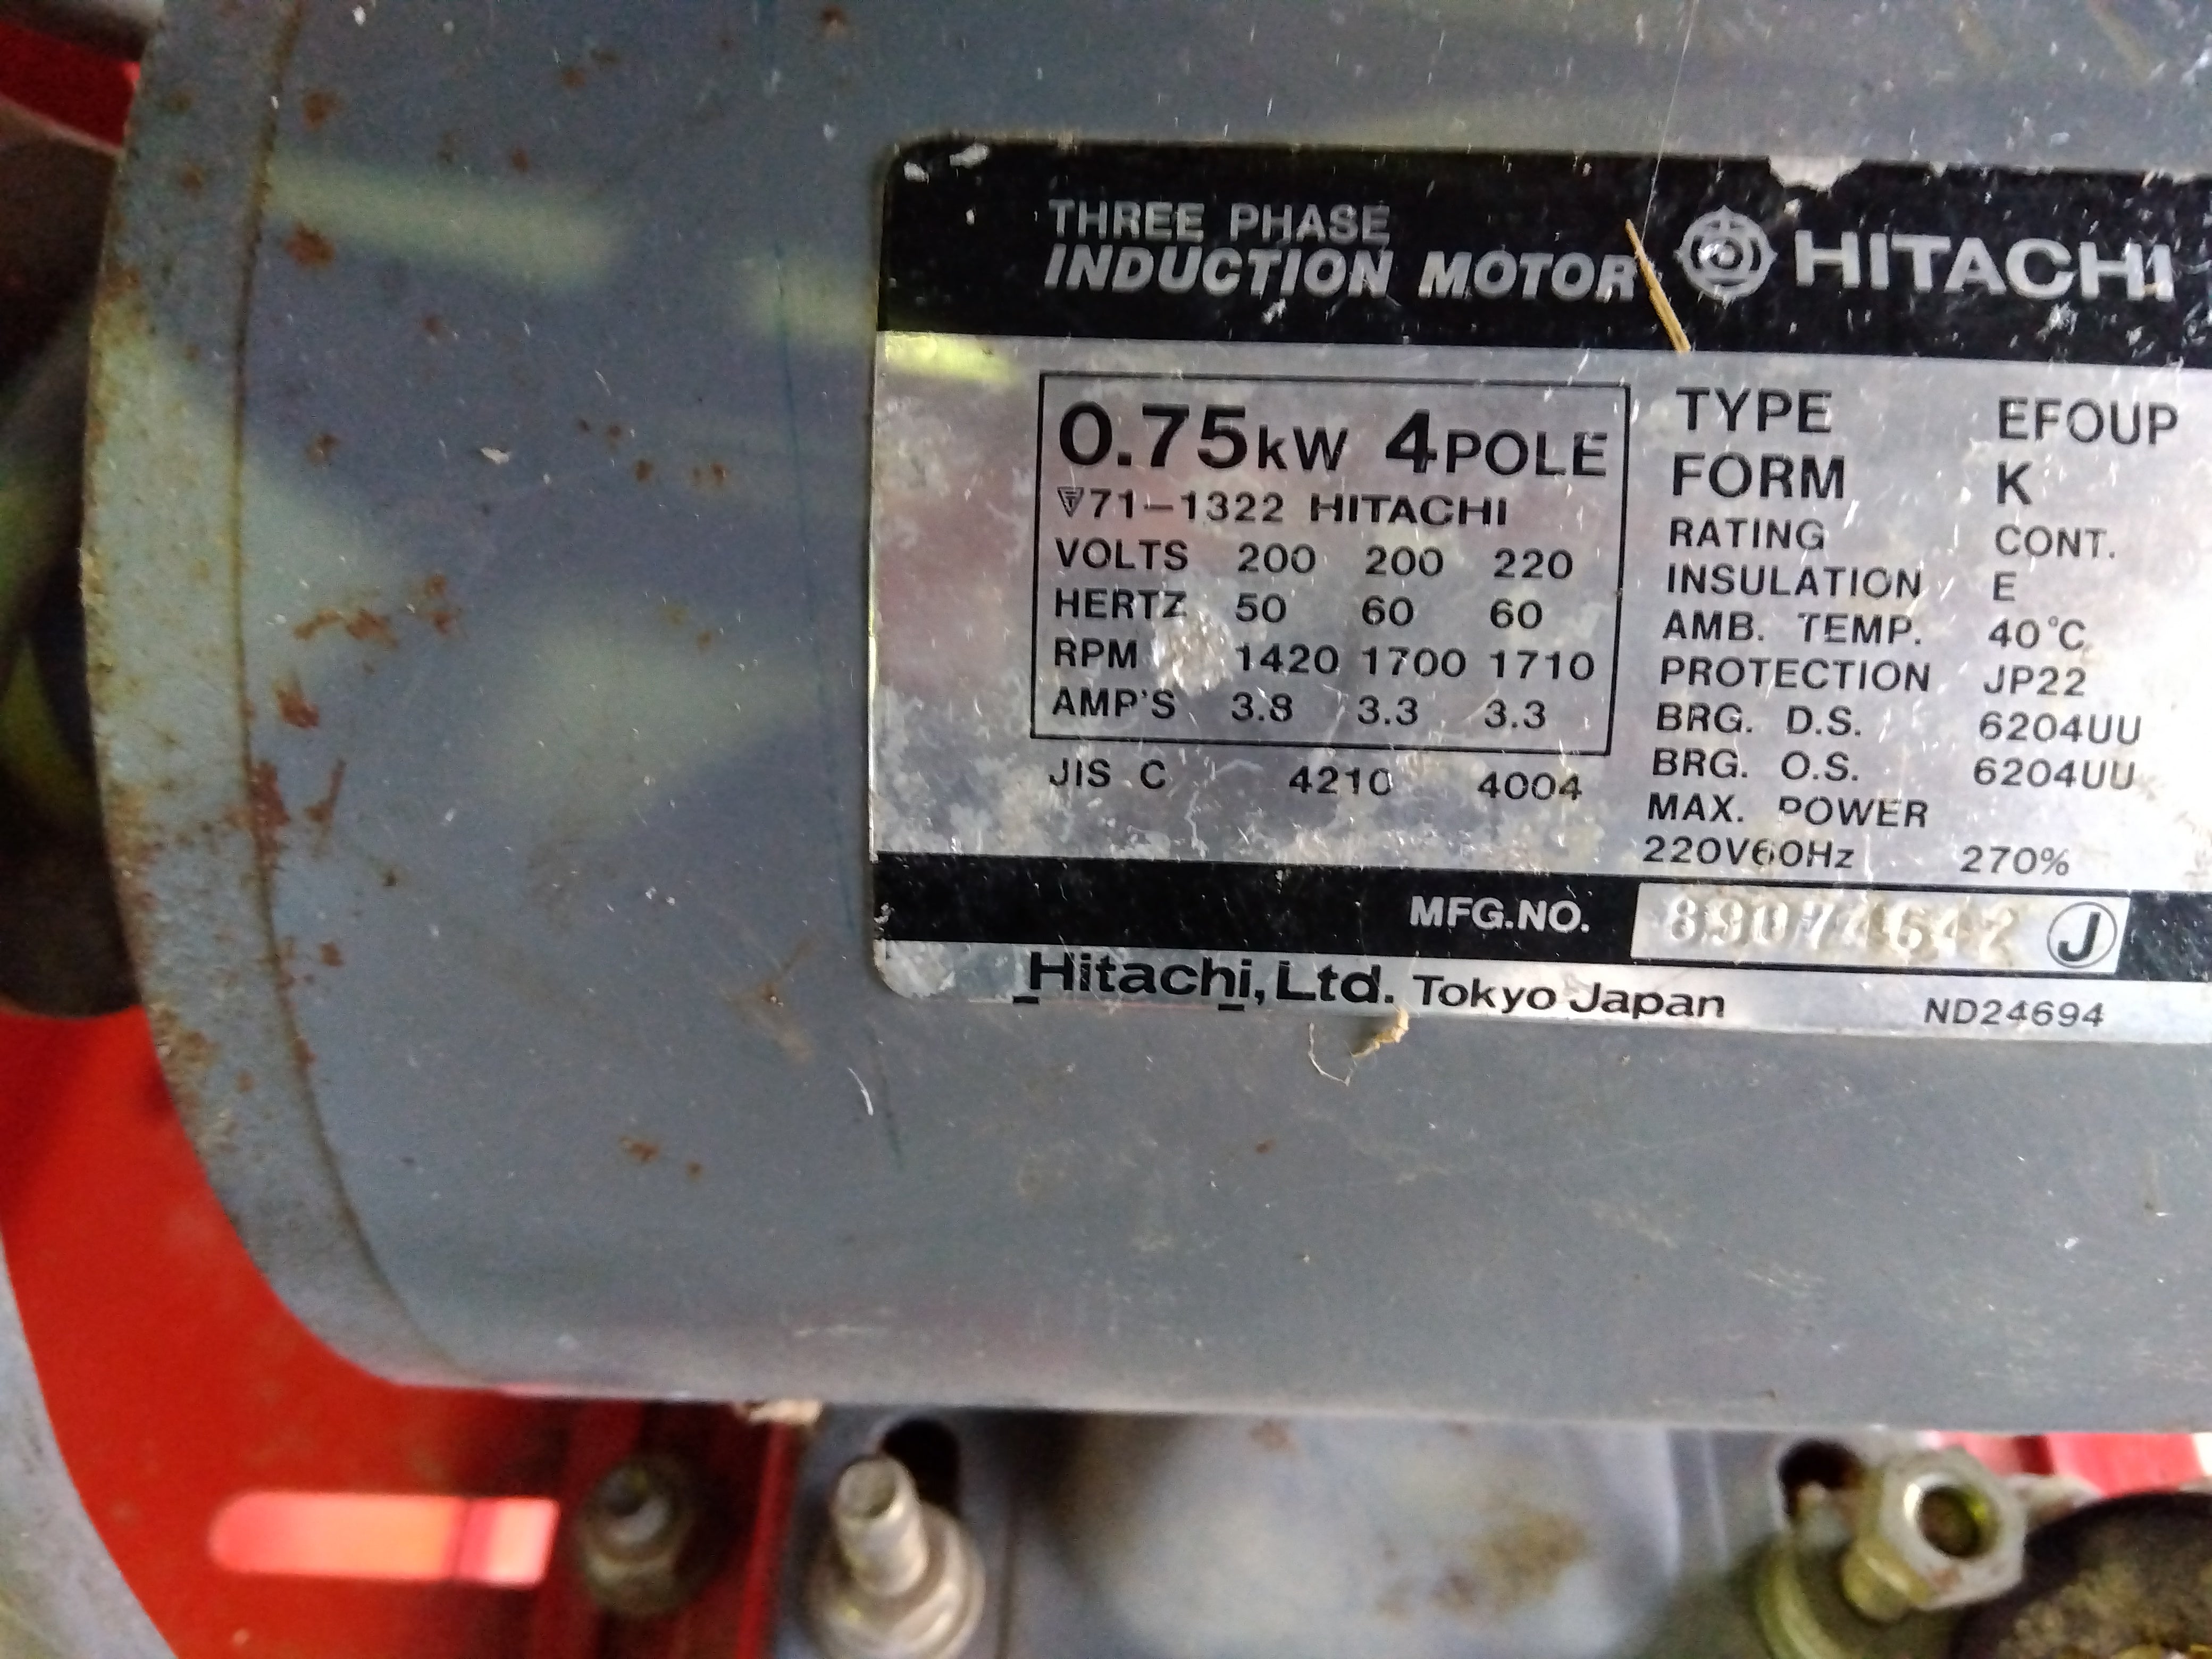 THREE PHASE
INDUCTION MOTOR HITACHI
0.75kW 4POLE
71-1322 HITACHI
VOLTS 200 200 220
HERTZ 50 60 60
RPM 1420 1700 1710
AMP'S 3.8 3.3 3.3
JIS C 4210 4004
TYPE EFOUP
FORM K
RATING CONT.
INSULATION E
AMB. TEMP. 40°C
PROTECTION JP22
BRG. D.S. 6204UU
BRG. O.S. 6204UU
MAX. POWER
220V60Hz 270%
MFG.NO. J
Hitachi, Ltd. Tokyo Japan ND24694